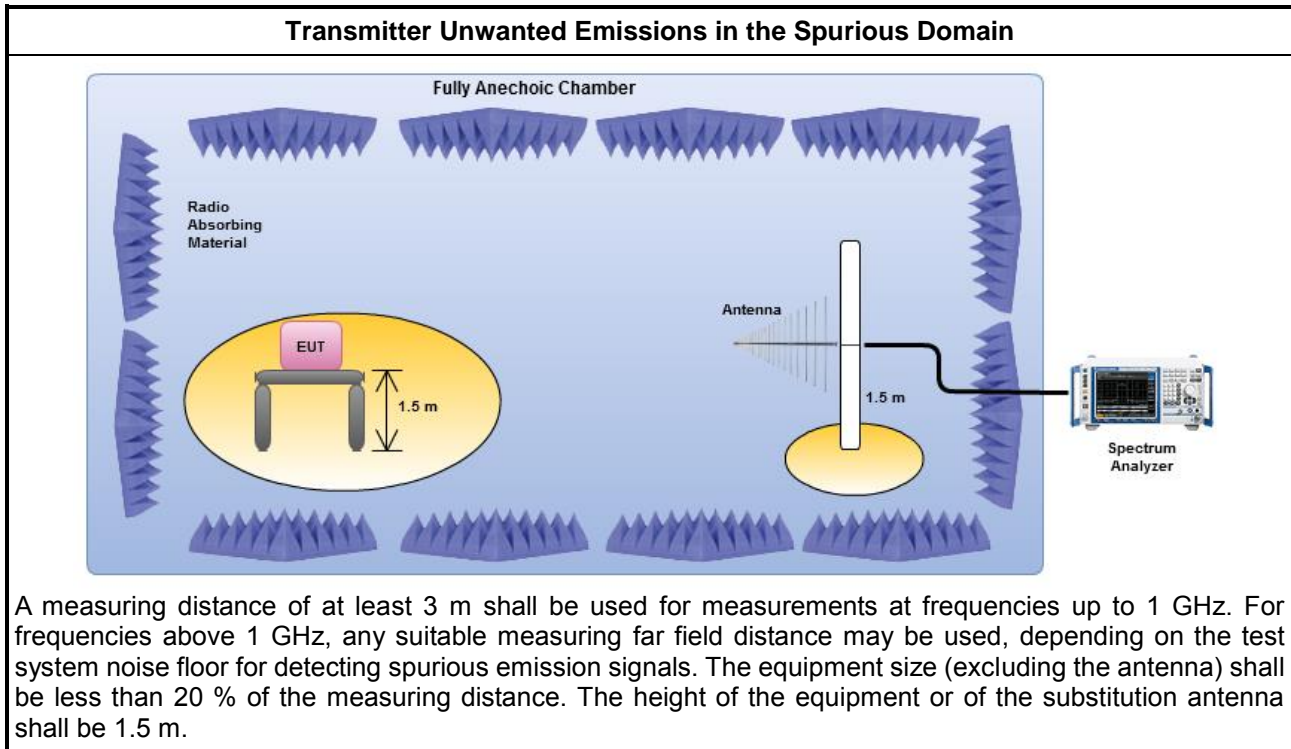 Transmitter Unwanted Emissions in the Spurious Domain
Fully Anechoic Chamber
Radio
Absorbing
Material
Antenna
EUT
1.5 m
1.5 m
Spectrum
Analyzer
A measuring distance of at least 3 m shall be used for measurements at frequencies up to 1 GHz. For
frequencies above 1 GHz, any suitable measuring far field distance may be used, depending on the test
system noise floor for detecting spurious emission signals. The equipment size (excluding the antenna) shall
be less than 20 % of the measuring distance. The height of the equipment or of the substitution antenna
shall be 1.5 m.